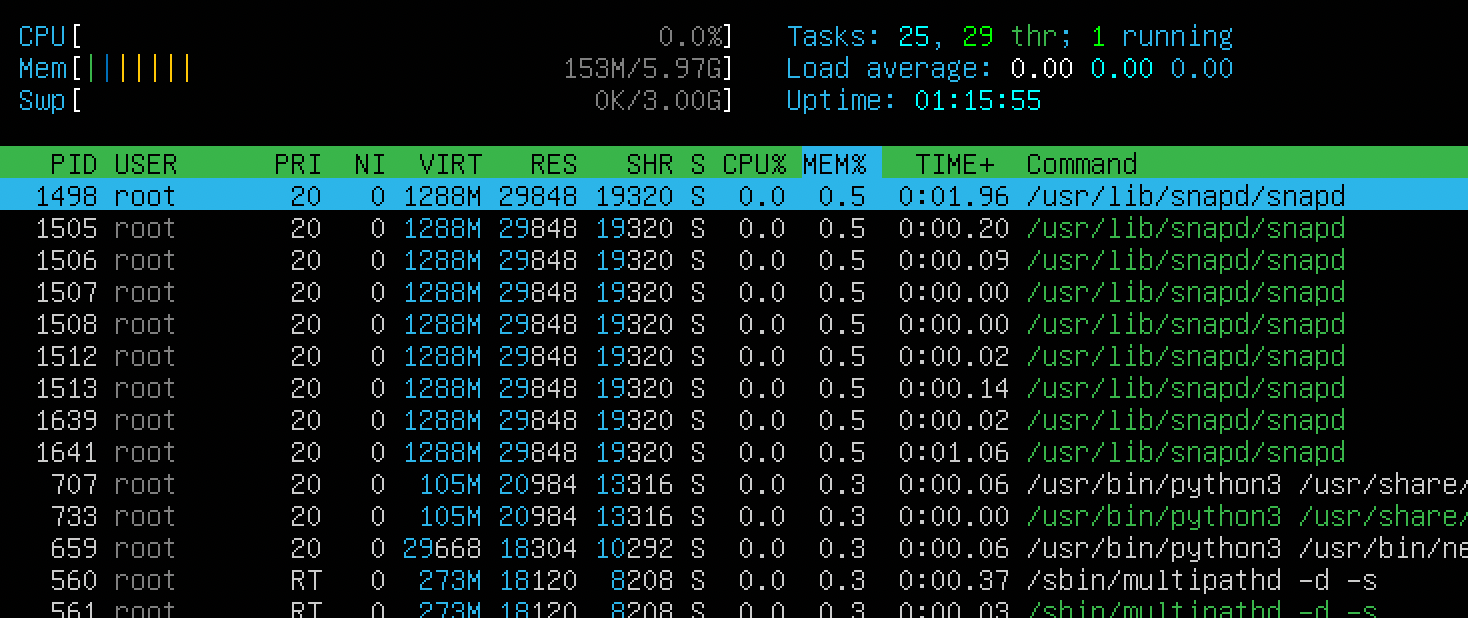 CPU[ 0.0%] Tasks: 25, 29 thr; 1 running
Mem[||||||| 153M/5.97G] Load average: 0.00 0.00 0.00
Swp[ 0K/3.00G] Uptime: 01:15:55
PID USER PRI NI VIRT RES SHR S CPU% MEM% TIME+ Command
1498 root 20 0 1288M 29848 19320 S 0.0 0.5 0:01.96 /usr/lib/snapd/snapd
1505 root 20 0 1288M 29848 19320 S 0.0 0.5 0:00.20 /usr/lib/snapd/snapd
1506 root 20 0 1288M 29848 19320 S 0.0 0.5 0:00.09 /usr/lib/snapd/snapd
1507 root 20 0 1288M 29848 19320 S 0.0 0.5 0:00.00 /usr/lib/snapd/snapd
1508 root 20 0 1288M 29848 19320 S 0.0 0.5 0:00.00 /usr/lib/snapd/snapd
1512 root 20 0 1288M 29848 19320 S 0.0 0.5 0:00.02 /usr/lib/snapd/snapd
1513 root 20 0 1288M 29848 19320 S 0.0 0.5 0:00.14 /usr/lib/snapd/snapd
1639 root 20 0 1288M 29848 19320 S 0.0 0.5 0:00.02 /usr/lib/snapd/snapd
1641 root 20 0 1288M 29848 19320 S 0.0 0.5 0:01.06 /usr/lib/snapd/snapd
707 root 20 0 105M 20984 13316 S 0.0 0.3 0:00.06 /usr/bin/python3 /usr/share/
733 root 20 0 105M 20984 13316 S 0.0 0.3 0:00.00 /usr/bin/python3 /usr/share/
659 root 20 0 29668 18304 10292 S 0.0 0.3 0:00.06 /usr/bin/python3 /usr/bin/ne
560 root RT 0 273M 18120 8208 S 0.0 0.3 0:00.37 /sbin/multipathd -d -s
561 root RT 0 273M 18120 8208 S 0.0 0.3 0:00.03 /sbin/multipathd -d -s